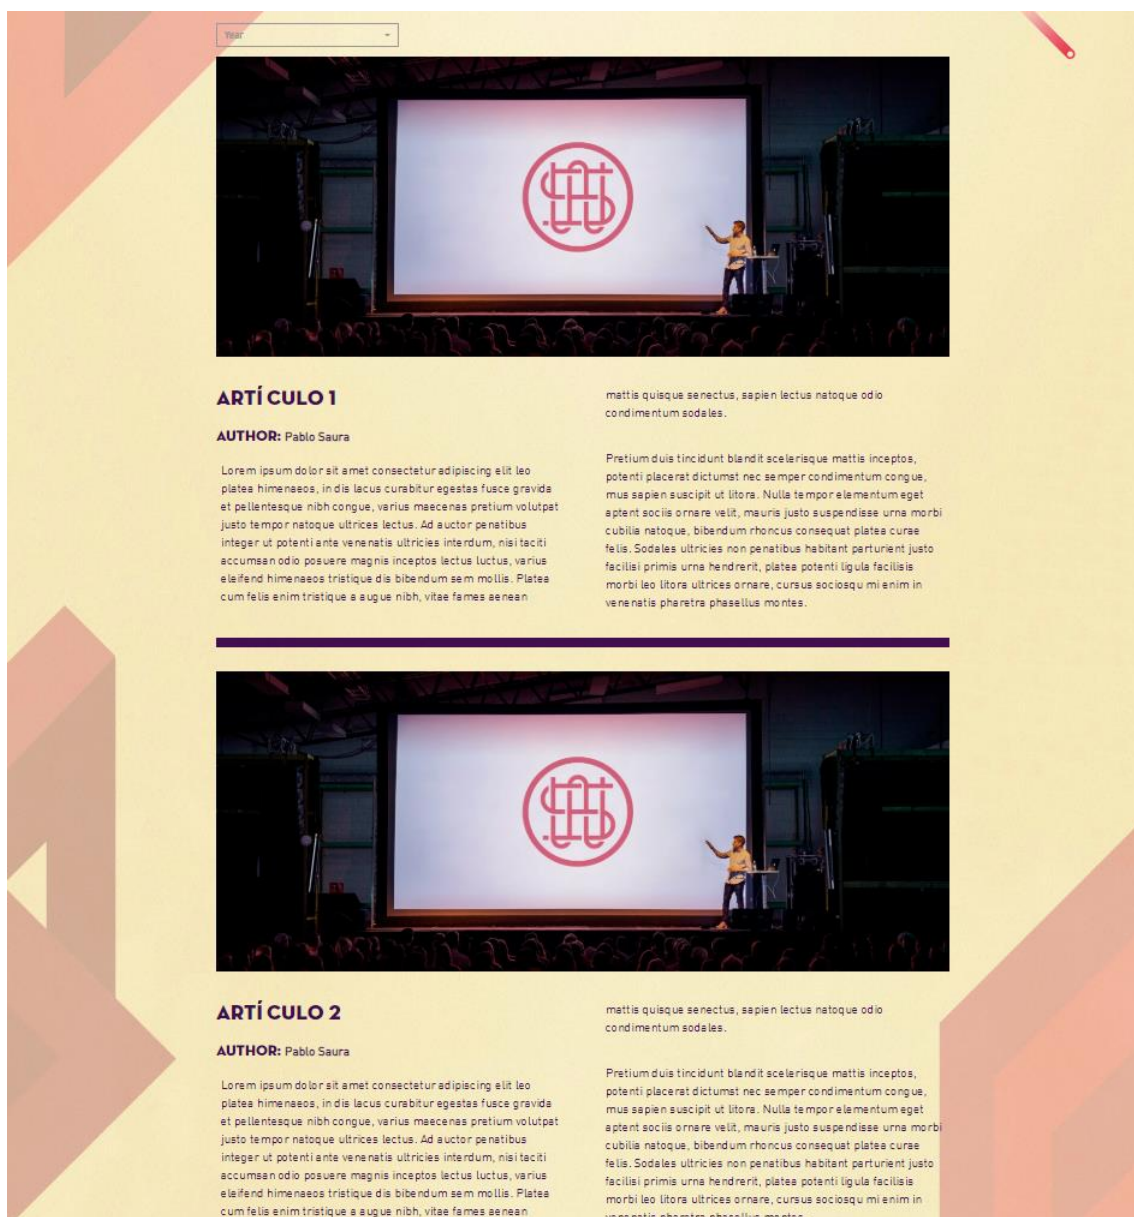 Year
ARTÍ CULO 1
AUTHOR: Pablo Saura
Lorem ipsum dolor sit amet consectetur adipiscing elit leo
platea himenaeos, in dis lacus curabitur egestas fusce gravida
et pellentesque nibh congue, varius maecenas pretium volutpat
justo tempor natoque ultrices lectus. Ad auctor penatibus
integer ut potenti ante venenatis ultricies interdum, nisi taciti
accumsan odio posuere magnis inceptos lectus luctus, varius
eleifend himenaeos tristique dis bibendum sem mollis. Platea
cum felis enim tristique a augue nibh, vitae fames aenean
mattis quisque senectus, sapien lectus natoque odio
condimentum sodales.
Pretium duis tincidunt blandit scelerisque mattis inceptos,
potenti placerat dictumst nec semper condimentum congue,
mus sapien suscipit ut litora. Nulla tempor elementum eget
aptent sociis ornare velit, mauris justo suspendisse urna morbi
cubilia natoque, bibendum rhoncus consequat platea curae
felis. Sodales ultricies non penatibus habitant parturient justo
facilisi primis urna hendrerit, platea potenti ligula facilisis
morbi leo litora ultrices ornare, cursus sociosqu mi enim in
venenatis pharetra phasellus montes.
ARTÍ CULO 2
AUTHOR: Pablo Saura
Lorem ipsum dolor sit amet consectetur adipiscing elit leo
platea himenaeos, in dis lacus curabitur egestas fusce gravida
et pellentesque nibh congue, varius maecenas pretium volutpat
justo tempor natoque ultrices lectus. Ad auctor penatibus
integer ut potenti ante venenatis ultricies interdum, nisi taciti
accumsan odio posuere magnis inceptos lectus luctus, varius
eleifend himenaeos tristique dis bibendum sem mollis. Platea
cum felis enim tristique a augue nibh, vitae fames aenean
mattis quisque senectus, sapien lectus natoque odio
condimentum sodales.
Pretium duis tincidunt blandit scelerisque mattis inceptos,
potenti placerat dictumst nec semper condimentum congue,
mus sapien suscipit ut litora. Nulla tempor elementum eget
aptent sociis ornare velit, mauris justo suspendisse urna morbi
cubilia natoque, bibendum rhoncus consequat platea curae
felis. Sodales ultricies non penatibus habitant parturient justo
facilisi primis urna hendrerit, platea potenti ligula facilisis
morbi leo litora ultrices ornare, cursus sociosqu mi enim in
venenatis pharetra phasellus montes.